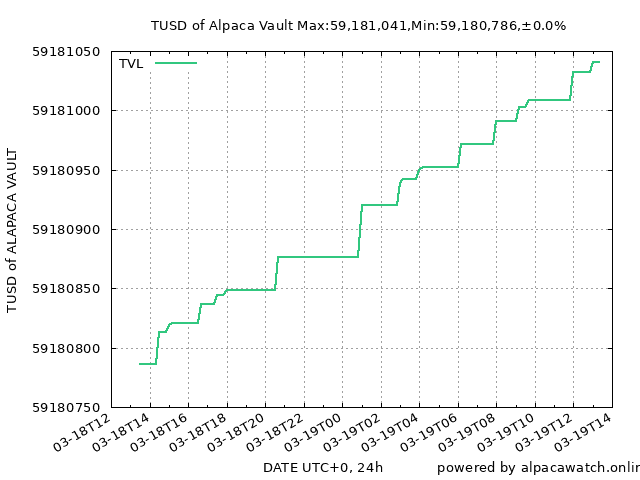 TUSD of Alpaca Vault Max:59,181,041,Min:59,180,786,±0.0%
TVL
59181050
59181000
59180950
59180900
59180850
59180800
59180750
TUSD of ALAPACA VAULT
03-18T12
03-18T14
03-18T16
03-18T18
03-18T20
03-18T22
03-19T00
03-19T02
03-19T04
03-19T06
03-19T08
03-19T10
03-19T12
03-19T14
DATE UTC+0, 24h
powered by alpacawatch.onlin